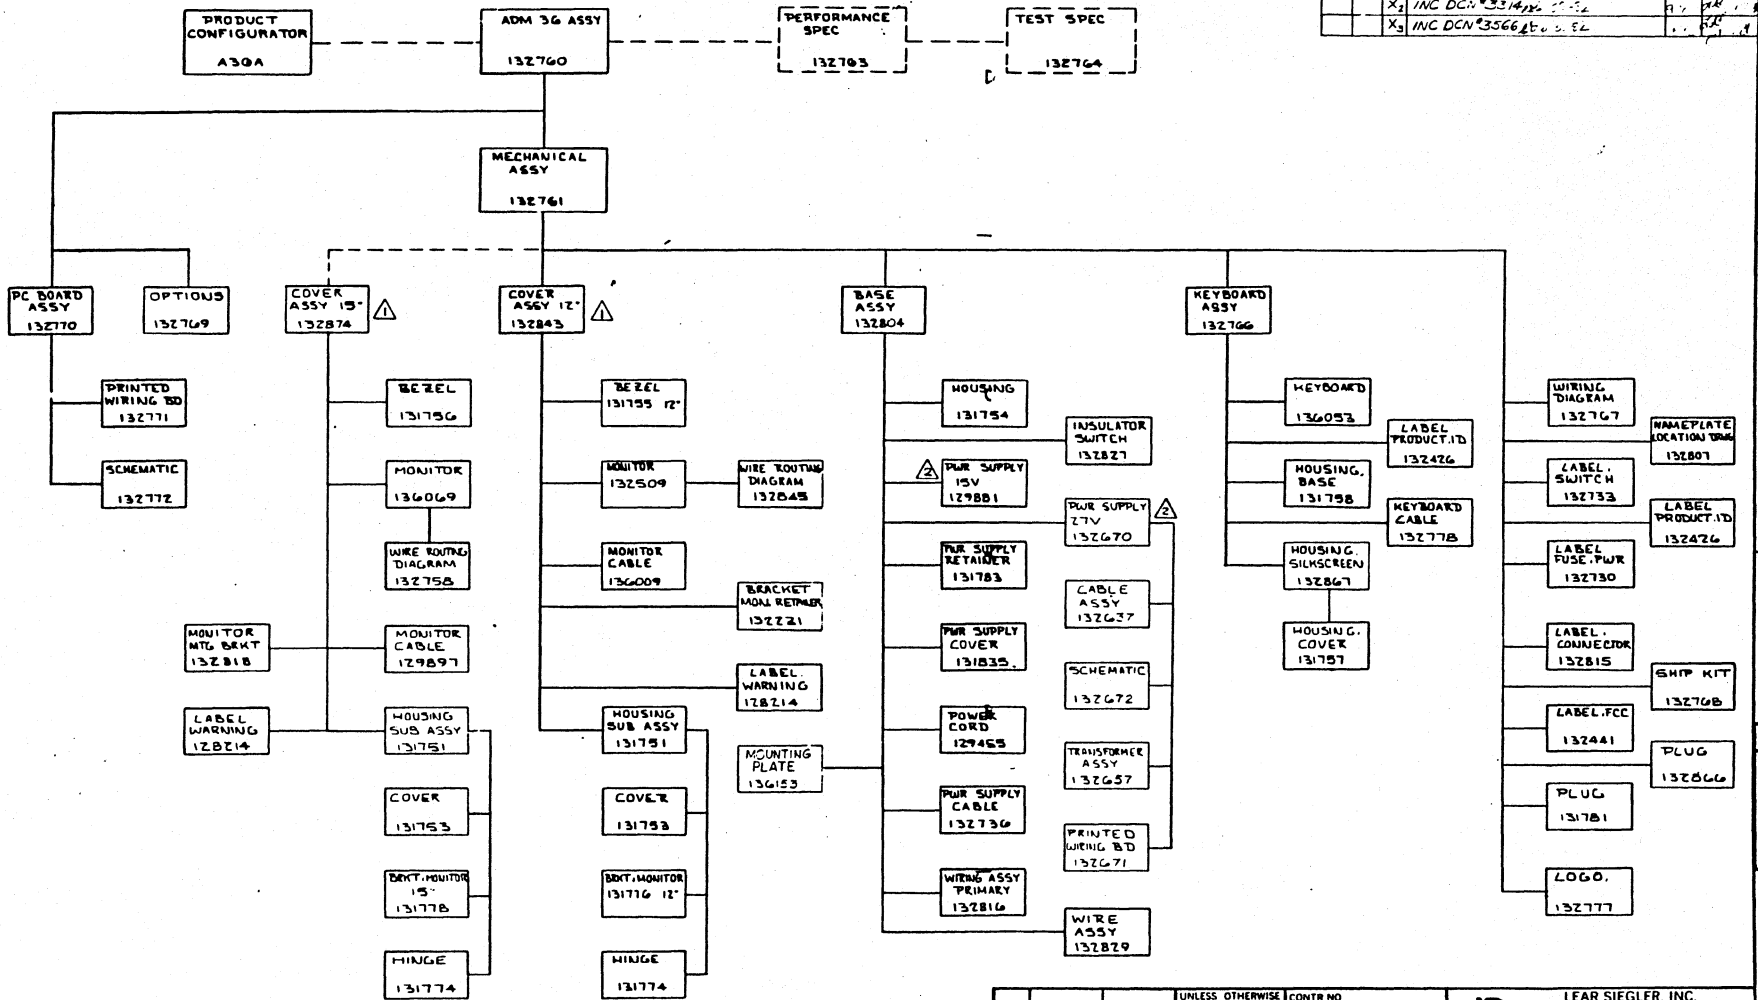 PRODUCT
CONFIGURATOR
A3GA
ADM 36 ASSY
132760
PERFORMANCE
SPEC
132763
TEST SPEC
132764
X2 INC DCN#3314
X3 INC DCN#3566
MECHANICAL
ASSY
132761
PC BOARD
ASSY
132770
OPTIONS
132769
COVER
ASSY 15"
132874
1
COVER
ASSY 12"
132843
1
BASE
ASSY
132804
KEYBOARD
ASSY
132766
PRINTED
WIRING BD
132771
SCHEMATIC
132772
BEZEL
131756
MONITOR
136069
WIRE ROUTING
DIAGRAM
132758
MONITOR
MTG BRKT
132818
MONITOR
CABLE
129897
LABEL
WARNING
128214
HOUSING
SUB ASSY
131751
COVER
131753
BRKT, MONITOR
15"
131778
HINGE
131774
BEZEL
131755 12"
MONITOR
132509
WIRE ROUTING
DIAGRAM
132845
MONITOR
CABLE
136009
BRACKET
MON. RETAINER
132221
LABEL.
WARNING
128214
HOUSING
SUB ASSY
131751
MOUNTING
PLATE
136153
COVER
131753
BRKT, MONITOR
131776 12"
HINGE
131774
HOUSING
131754
INSULATOR
SWITCH
132827
2
PWR SUPPLY
15V
129881
PWR SUPPLY
27V
132670
2
PWR SUPPLY
RETAINER
131783
CABLE
ASSY
132637
PWR SUPPLY
COVER
131835
SCHEMATIC
132672
POWER
CORD
129455
TRANSFORMER
ASSY
132657
PWR SUPPLY
CABLE
132736
PRINTED
WIRING BD
132671
WIRING ASSY
PRIMARY
132816
WIRE
ASSY
132829
KEYBOARD
136053
LABEL
PRODUCT.ID
132426
HOUSING.
BASE
131758
KEYBOARD
CABLE
132778
HOUSING.
SILKSCREEN
132867
HOUSING.
COVER
131757
WIRING
DIAGRAM
132767
NAMEPLATE
LOCATION DRWG
132807
LABEL.
SWITCH
132733
LABEL
PRODUCT.ID
132426
LABEL
FUSE.PWR
132730
LABEL.
CONNECTOR
132815
SHIP KIT
132768
LABEL.FCC
132441
PLUG
132866
PLUG
131781
LOGO.
132777
UNLESS OTHERWISE
CONTR NO
LEAR SIEGLER, INC.